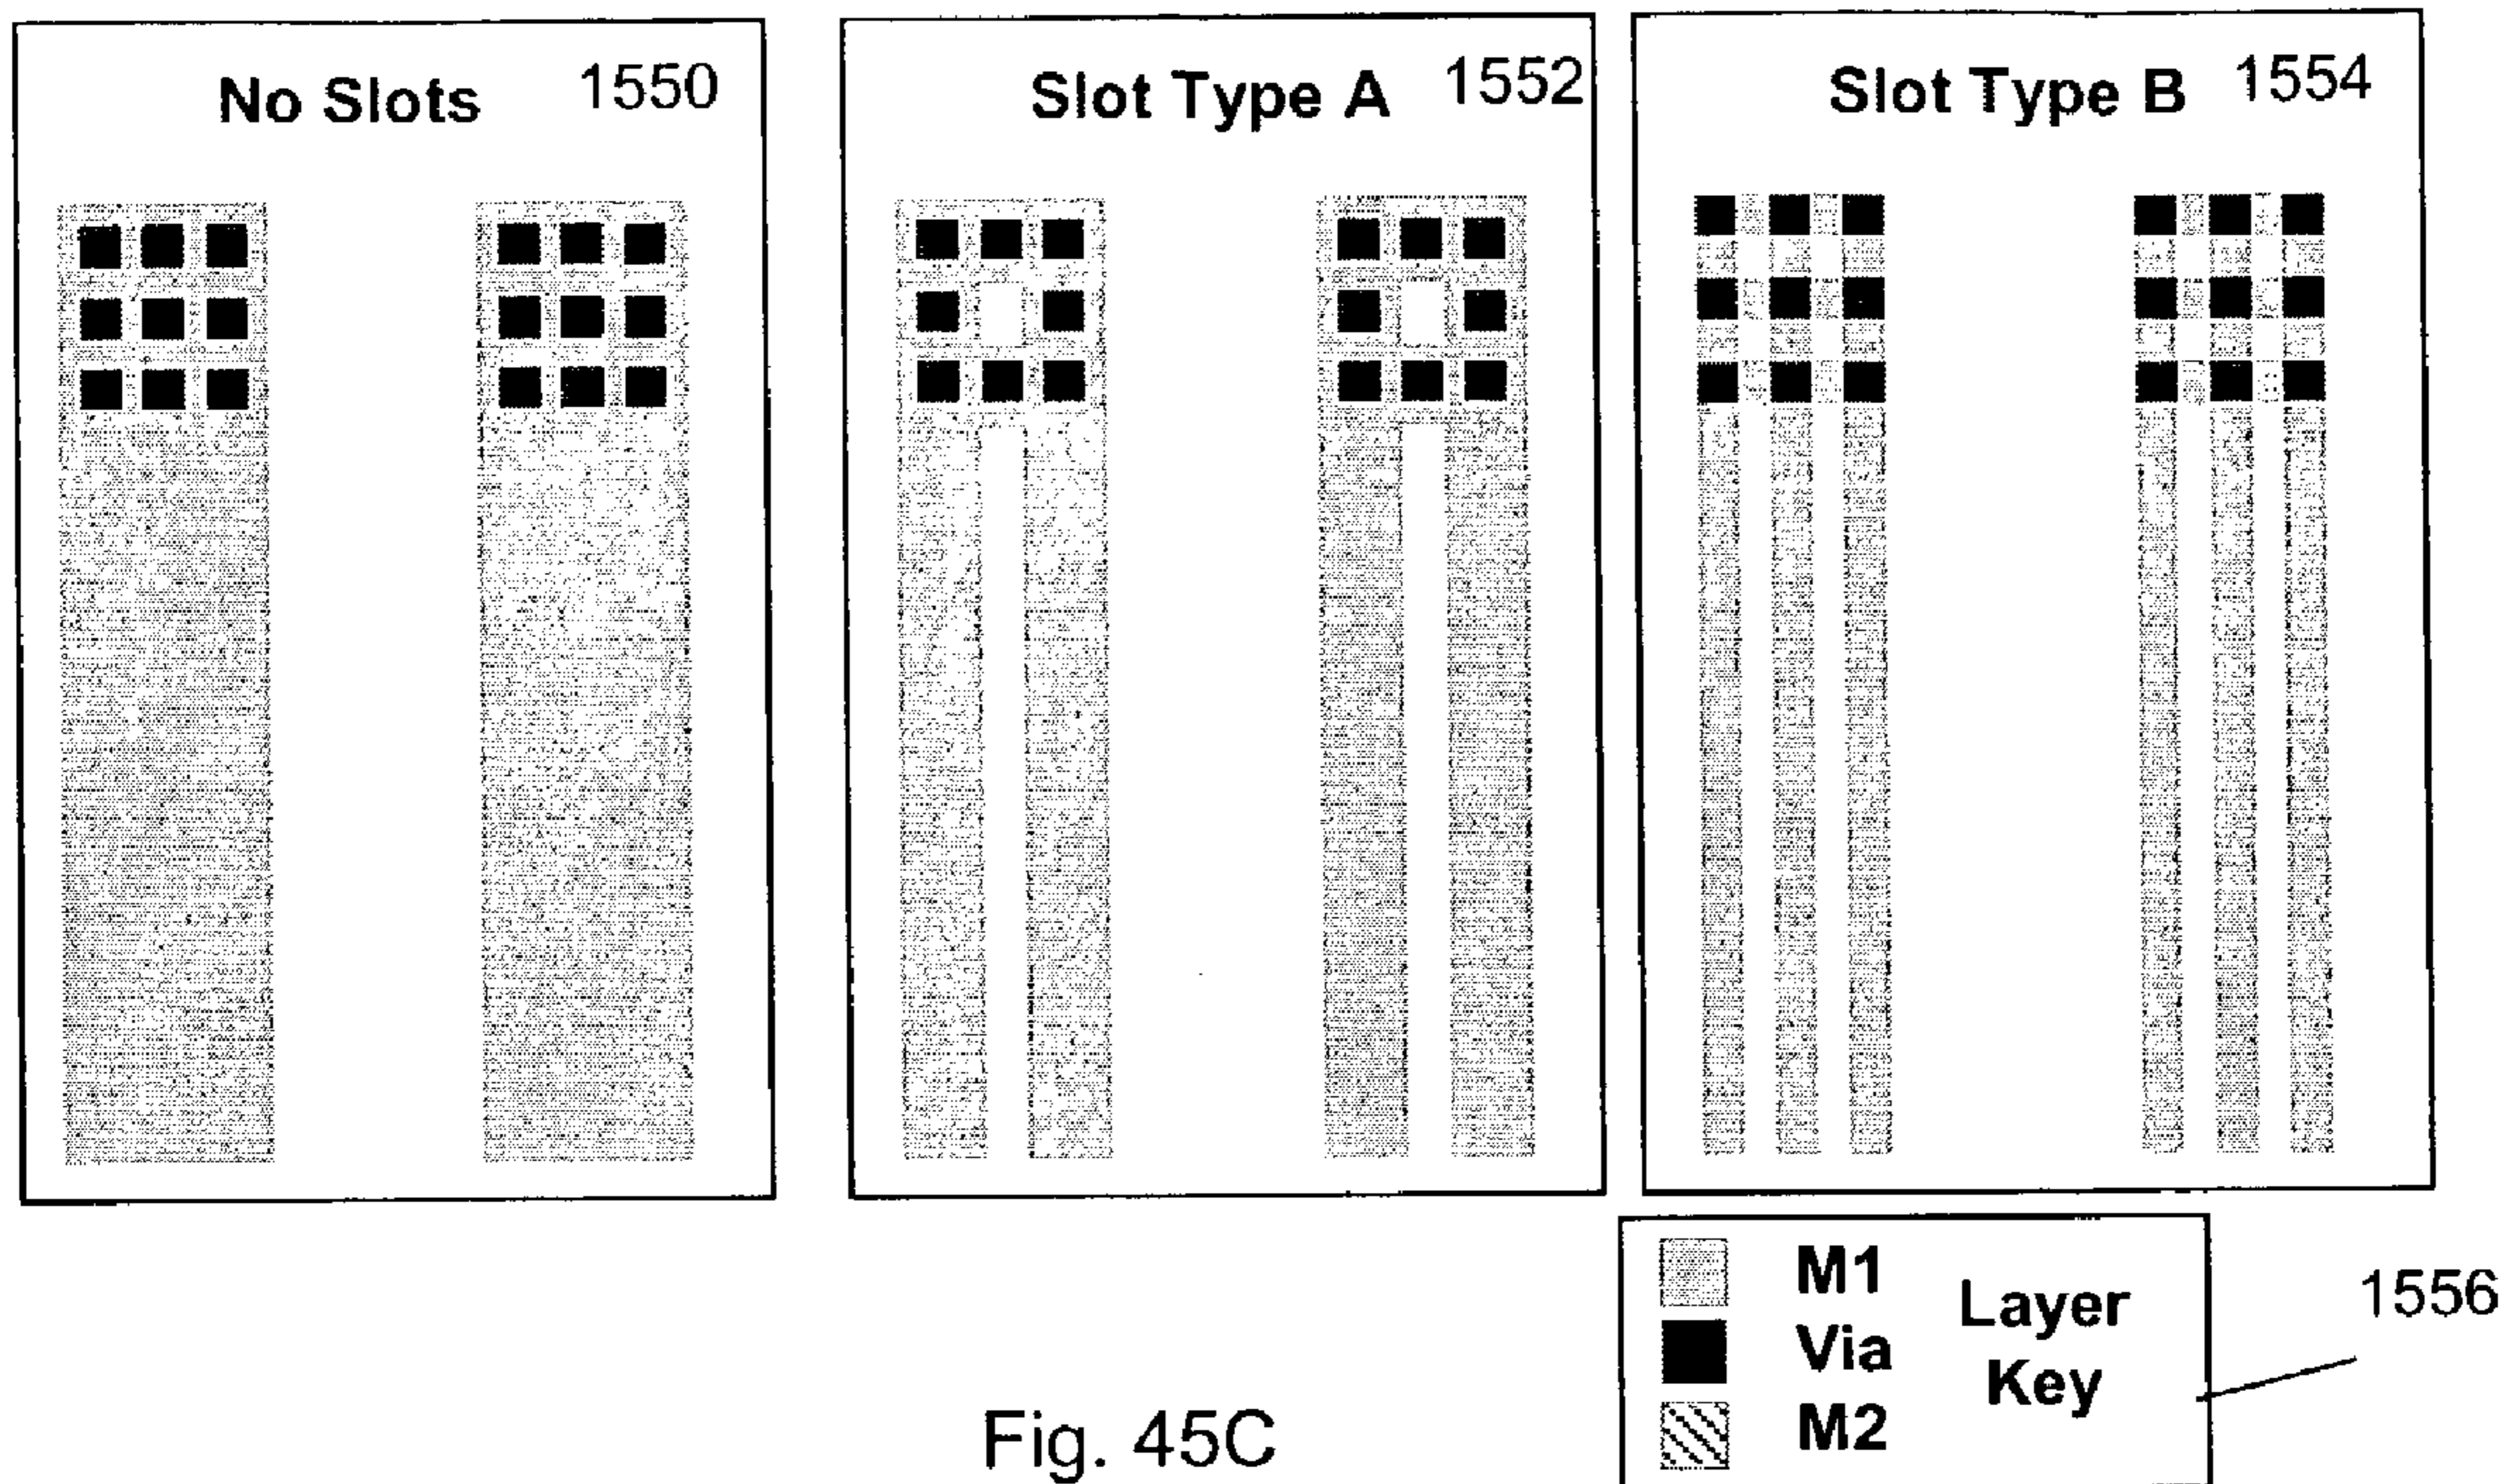 No Slots 1550
Slot Type A 1552
Slot Type B 1554
M1
Via
M2
Layer
Key
1556
Fig. 45C